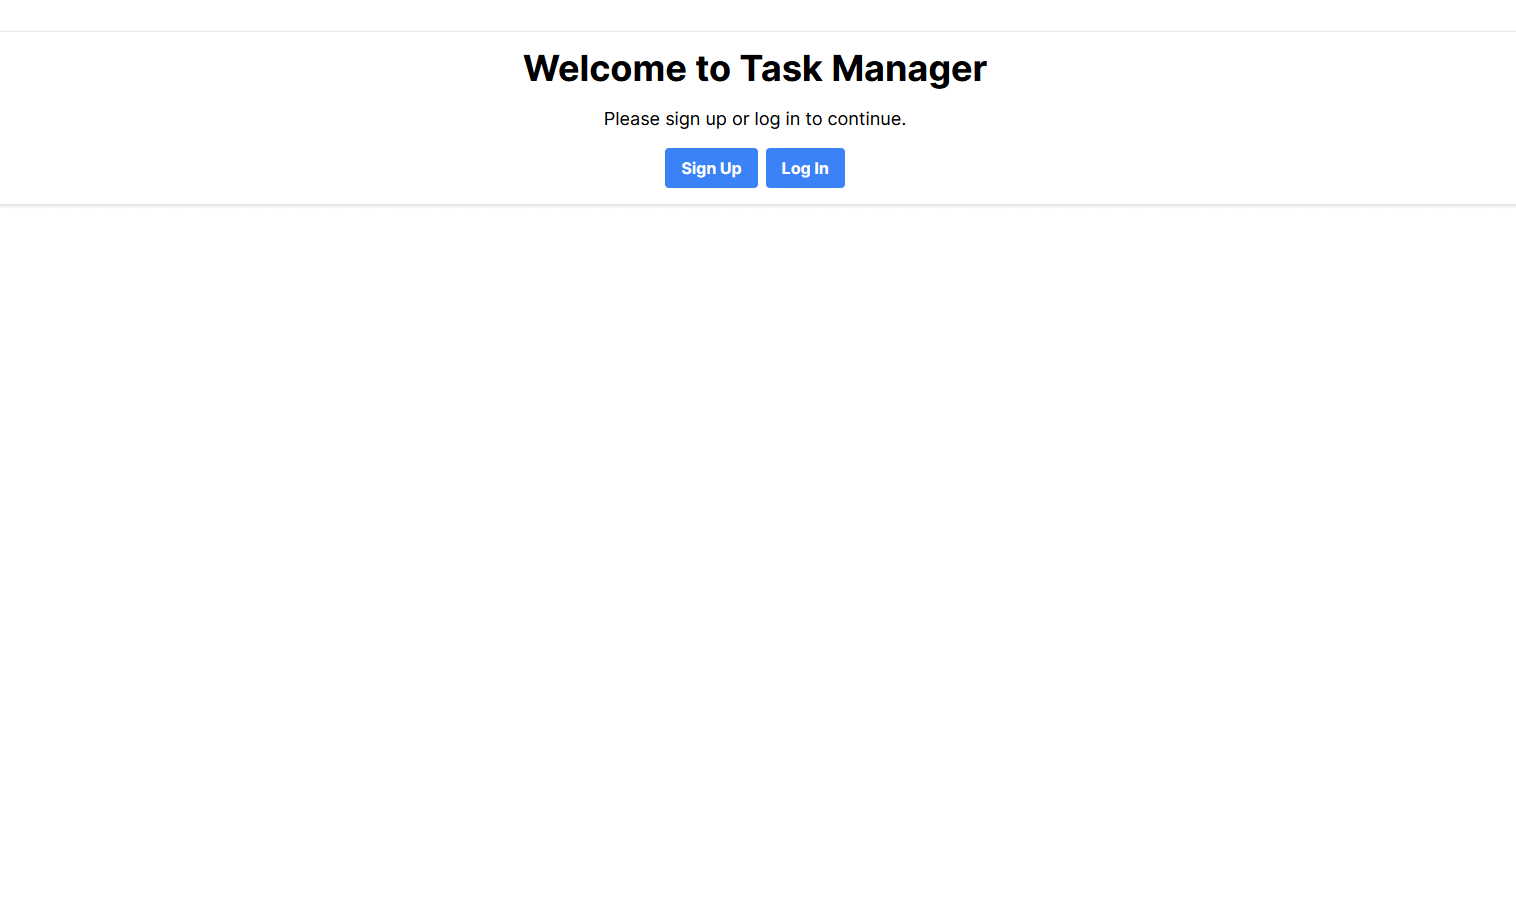 Welcome to Task Manager
Please sign up or log in to continue.
Sign Up Log In